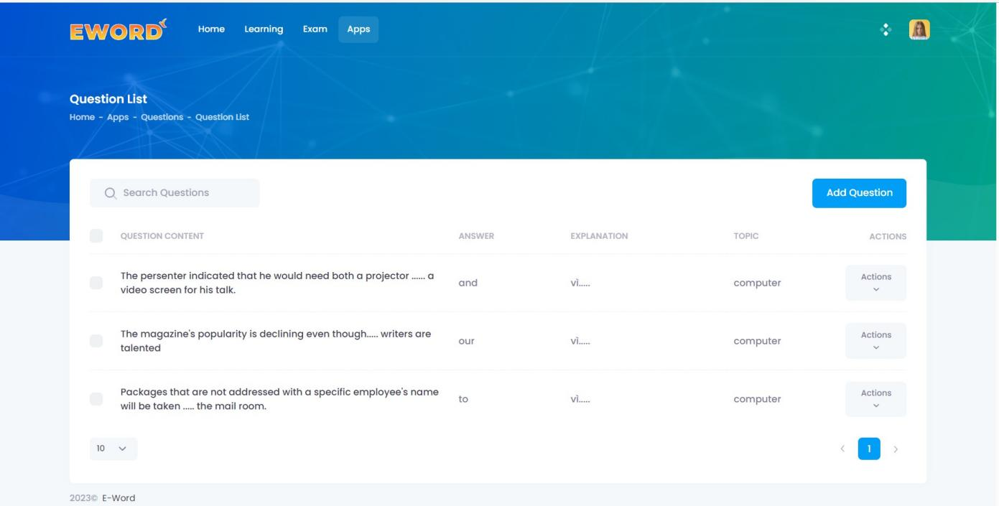 EWORD
Home Learning Exam Apps
Question List
Home - Apps - Questions - Question List
Search Questions
Add Question
QUESTION CONTENT ANSWER EXPLANATION TOPIC ACTIONS
The persenter indicated that he would need both a projector ...... a
video screen for his talk.
and vì..... computer Actions
The magazine's popularity is declining even though..... writers are
talented
our vì..... computer Actions
Packages that are not addressed with a specific employee's name
will be taken ..... the mail room.
to vì..... computer Actions
10
1
2023© E-Word